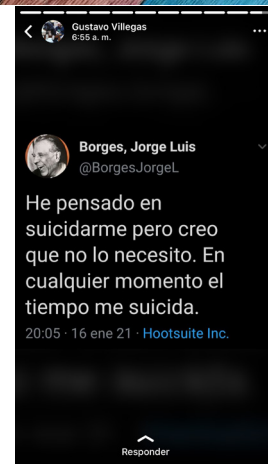 Gustavo Villegas
6:55 a. m.
Borges, Jorge Luis
@BorgesJorgeL
He pensado en
suicidarme pero creo
que no lo necesito. En
cualquier momento el
tiempo me suicida.
20:05 · 16 ene 21 · Hootsuite Inc.
Responder